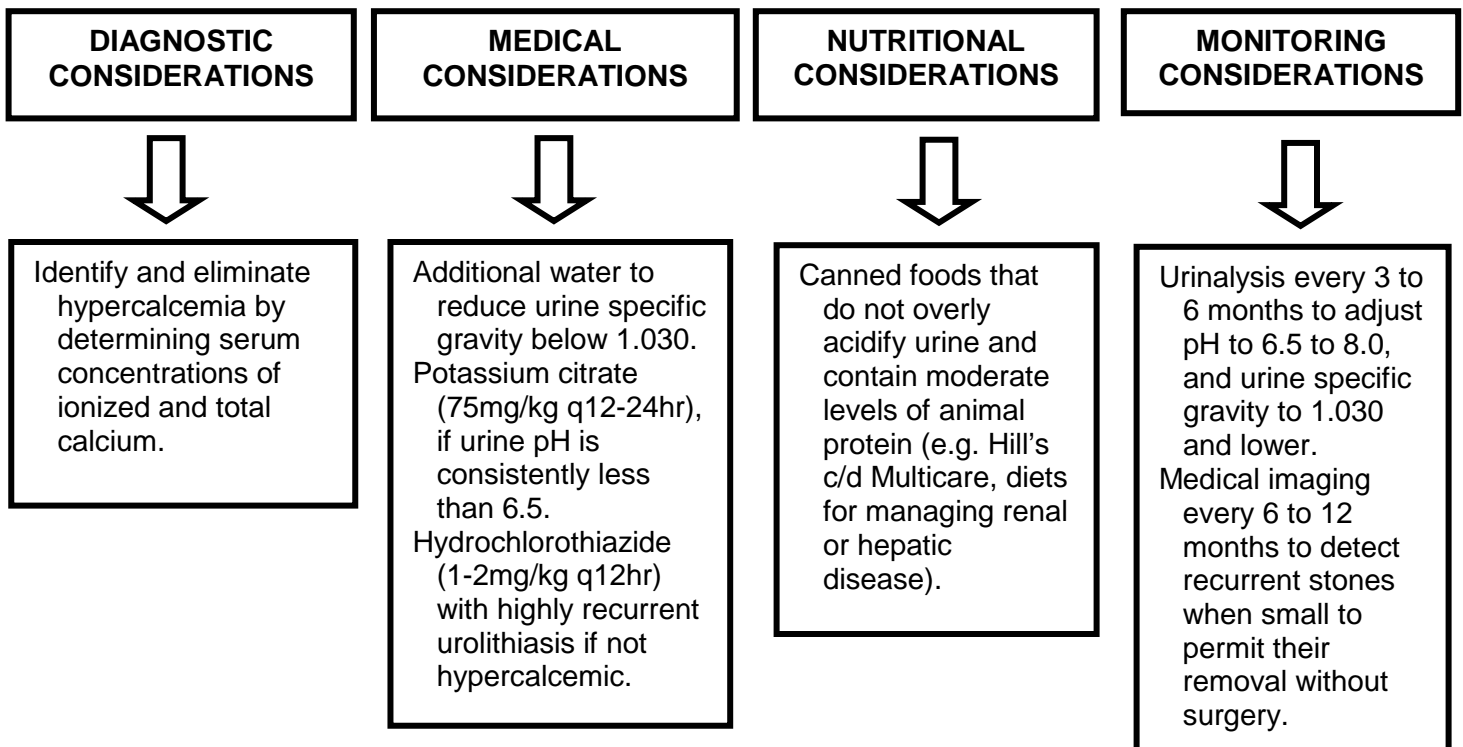 DIAGNOSTIC
CONSIDERATIONS
MEDICAL
CONSIDERATIONS
NUTRITIONAL
CONSIDERATIONS
MONITORING
CONSIDERATIONS
Identify and eliminate
hypercalcemia by
determining serum
concentrations of
ionized and total
calcium.
Additional water to
reduce urine specific
gravity below 1.030.
Potassium citrate
(75mg/kg q12-24hr),
if urine pH is
consistently less
than 6.5.
Hydrochlorothiazide
(1-2mg/kg q12hr)
with highly recurrent
urolithiasis if not
hypercalcemic.
Canned foods that
do not overly
acidify urine and
contain moderate
levels of animal
protein (e.g. Hill's
c/d Multicare, diets
for managing renal
or hepatic
disease).
Urinalysis every 3 to
6 months to adjust
pH to 6.5 to 8.0,
and urine specific
gravity to 1.030
and lower.
Medical imaging
every 6 to 12
months to detect
recurrent stones
when small to
permit their
removal without
surgery.